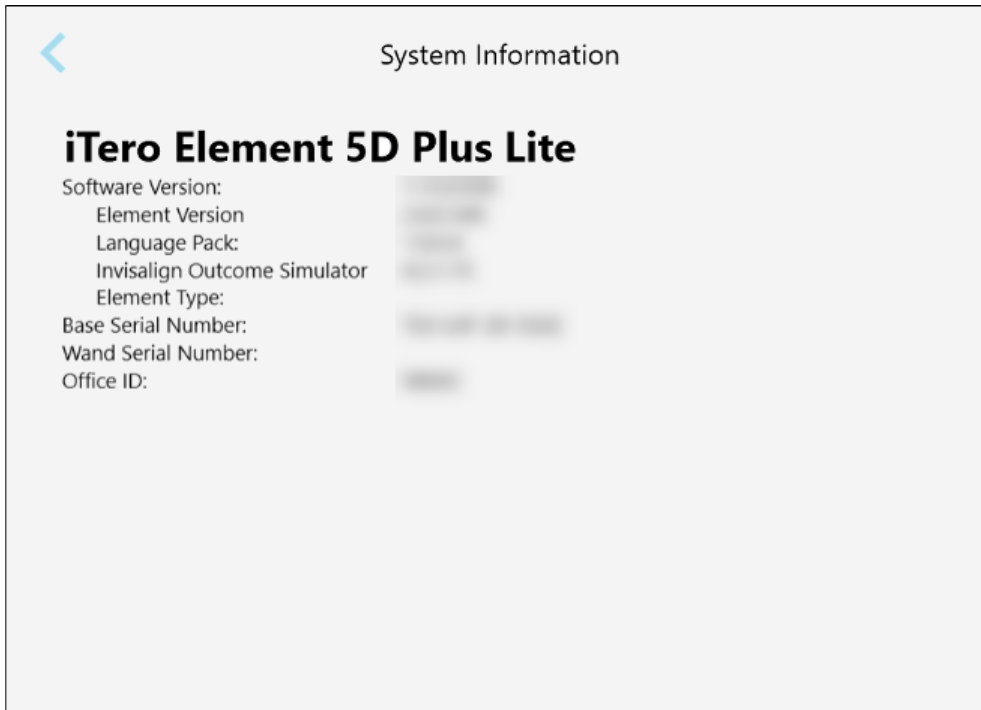 System Information
iTero Element 5D Plus Lite
Software Version:
Element Version
Language Pack:
Invisalign Outcome Simulator
Element Type:
Base Serial Number:
Wand Serial Number:
Office ID: